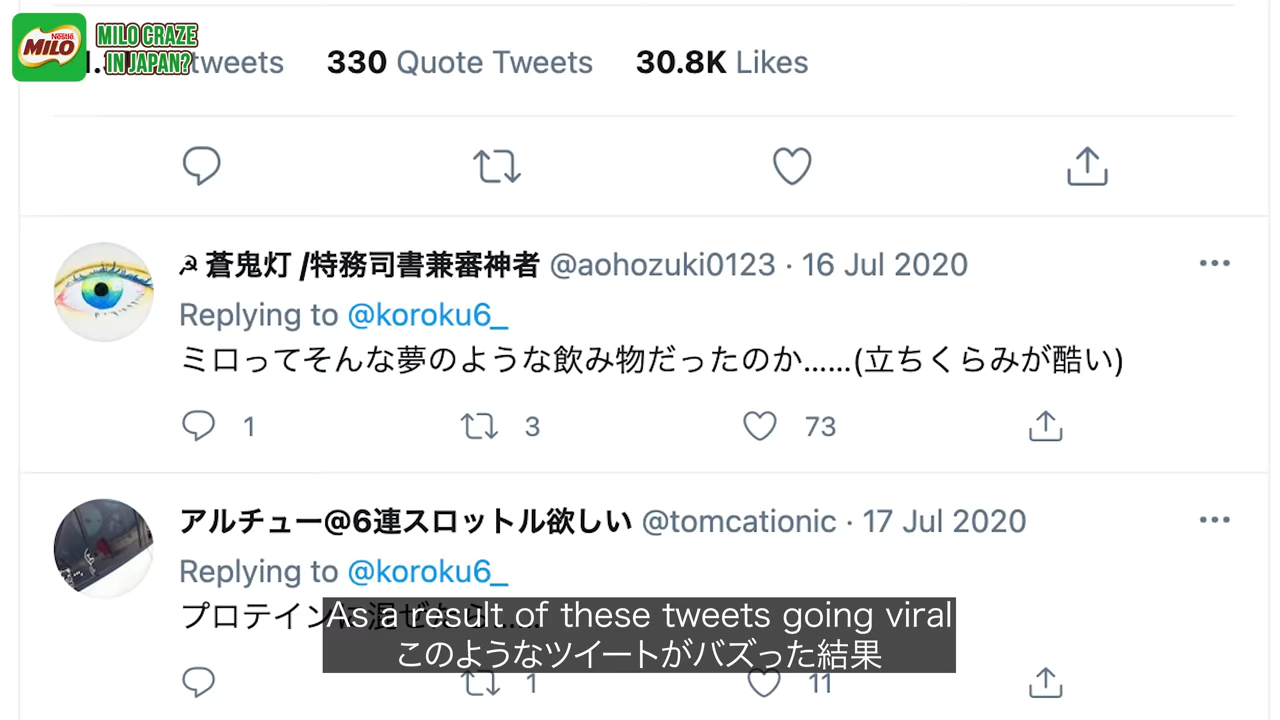 Nestlé
MILO
MILO CRAZE
IN JAPAN?
tweets 330 Quote Tweets 30.8K Likes
☭ 蒼鬼灯 /特務司書兼審神者 @aohozuki0123 · 16 Jul 2020
Replying to @koroku6_
ミロってそんな夢のような飲み物だったのか……(立ちくらみが酷い)
1 3 73
アルチュー@6連スロットル欲しい @tomcationic · 17 Jul 2020
Replying to @koroku6_
プロテイン
As a result of these tweets going viral
このようなツイートがバズった結果
1 11